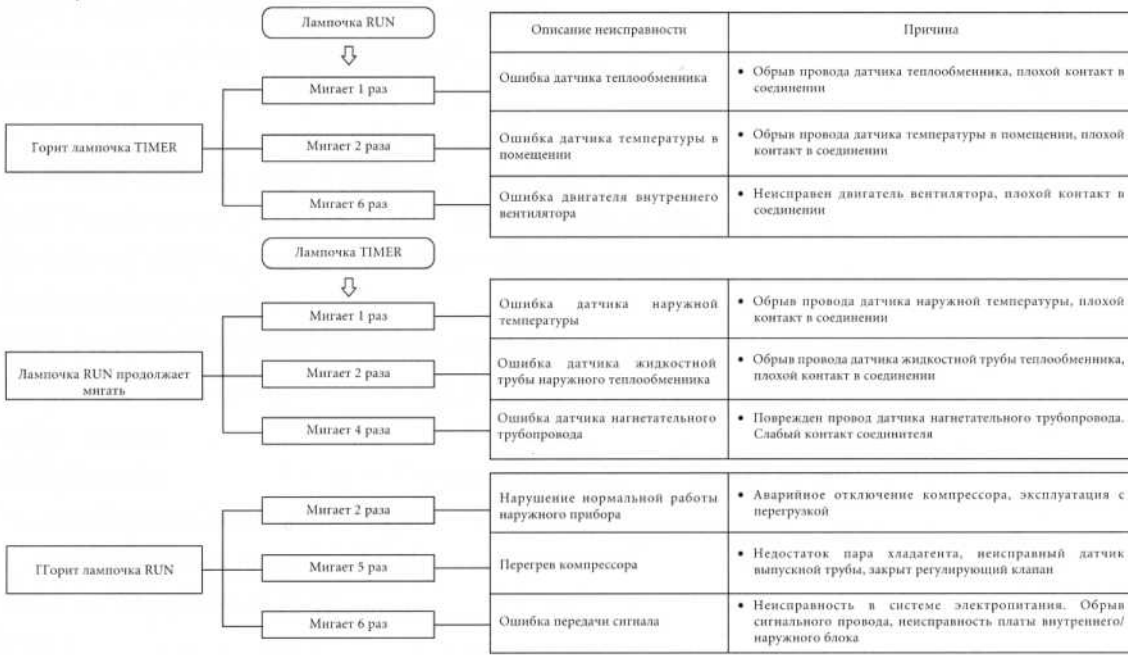 Лампочка RUN
Описание неисправности
Причина
Горит лампочка TIMER
Мигает 1 раз
Ошибка датчика теплообменника
• Обрыв провода датчика теплообменника, плохой контакт в
соединении
Мигает 2 раза
Ошибка датчика температуры в
помещении
• Обрыв провода датчика температуры в помещении, плохой
контакт в соединении
Мигает 6 раз
Ошибка двигателя внутреннего
вентилятора
• Неисправен двигатель вентилятора, плохой контакт в
соединении
Лампочка TIMER
Лампочка RUN продолжает
мигать
Мигает 1 раз
Ошибка датчика наружной
температуры
• Обрыв провода датчика наружной температуры, плохой
контакт в соединении
Мигает 2 раза
Ошибка датчика жидкостной
трубы наружного теплообменника
• Обрыв провода датчика жидкостной трубы теплообменника,
плохой контакт в соединении
Мигает 4 раза
Ошибка датчика нагнетательного
трубопровода
• Поврежден провод датчика нагнетательного трубопровода.
Слабый контакт соединителя
ГГорит лампочка RUN
Мигает 2 раза
Нарушение нормальной работы
наружного прибора
• Аварийное отключение компрессора, эксплуатация с
перегрузкой
Мигает 5 раз
Перегрев компрессора
• Недостаток пара хладагента, неисправный датчик
выпускной трубы, закрыт регулирующий клапан
Мигает 6 раз
Ошибка передачи сигнала
• Неисправность в системе электропитания. Обрыв
сигнального провода, неисправность платы внутреннего/
наружного блока